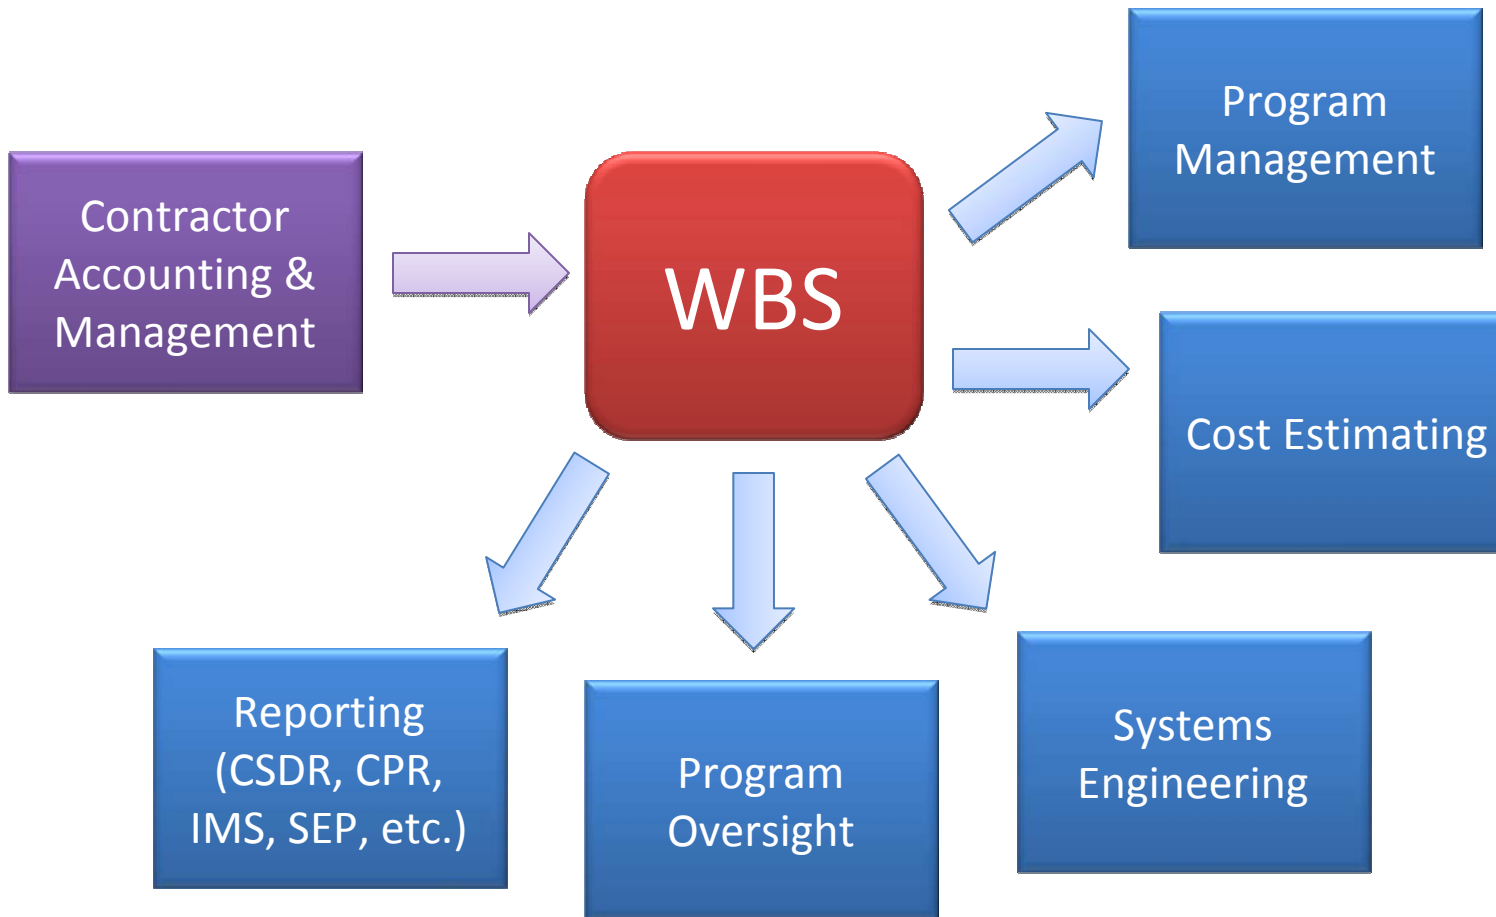 Program
Management
Contractor
Accounting &
Management
WBS
Cost Estimating
Reporting
(CSDR, CPR,
IMS, SEP, etc.)
Program
Oversight
Systems
Engineering